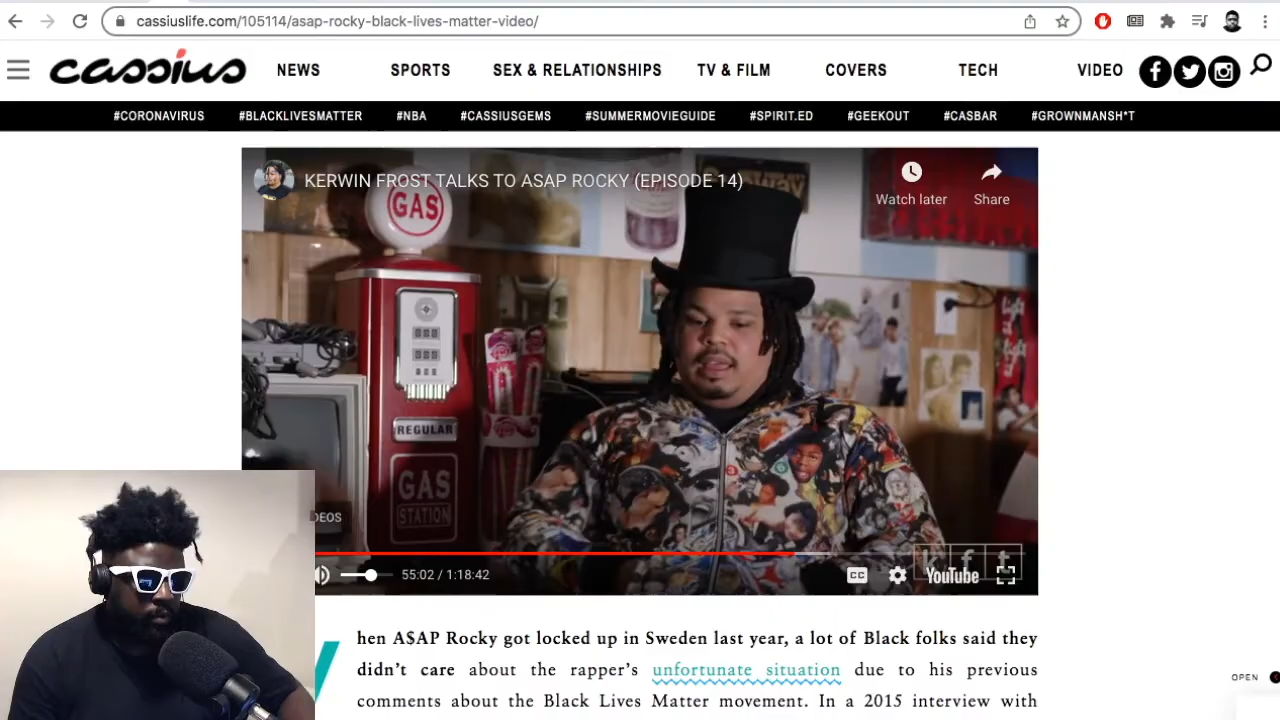 cassiuslife.com/105114/asap-rocky-black-lives-matter-video/
cassius NEWS SPORTS SEX & RELATIONSHIPS TV & FILM COVERS TECH VIDEO
#CORONAVIRUS #BLACKLIVESMATTER #NBA #CASSIUSGEMS #SUMMERMOVIEGUIDE #SPIRIT.ED #GEEKOUT #CASBAR #GROWNMANSH*T
KERWIN FROST TALKS TO ASAP ROCKY (EPISODE 14)
Watch later Share
GAS
REGULAR
GAS
STATION
DEOS
55:02 / 1:18:42
CC
YouTube
hen A$AP Rocky got locked up in Sweden last year, a lot of Black folks said they
didn't care about the rapper's unfortunate situation due to his previous
OPEN
comments about the Black Lives Matter movement. In a 2015 interview with